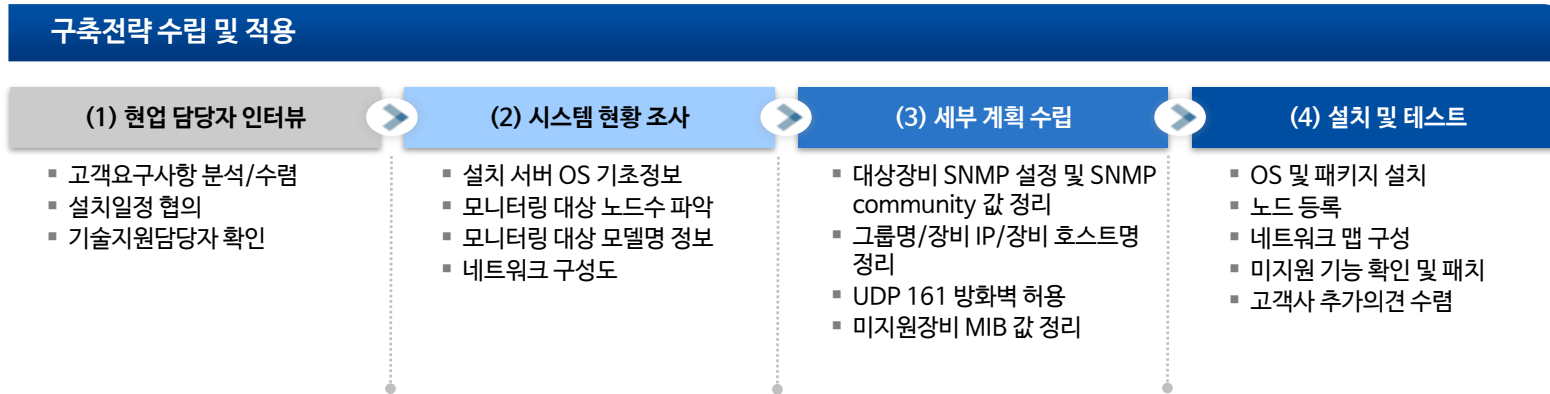 구축전략 수립 및 적용
(1) 현업 담당자 인터뷰
▪ 고객요구사항 분석/수렴
▪ 설치일정 협의
▪ 기술지원담당자 확인
(2) 시스템 현황 조사
▪ 설치 서버 OS 기초정보
▪ 모니터링 대상 노드수 파악
▪ 모니터링 대상 모델명 정보
▪ 네트워크 구성도
(3) 세부 계획 수립
▪ 대상장비 SNMP 설정 및 SNMP
community 값 정리
▪ 그룹명/장비 IP/장비 호스트명
정리
▪ UDP 161 방화벽 허용
▪ 미지원장비 MIB 값 정리
(4) 설치 및 테스트
▪ OS 및 패키지 설치
▪ 노드 등록
▪ 네트워크 맵 구성
▪ 미지원 기능 확인 및 패치
▪ 고객사 추가의견 수렴